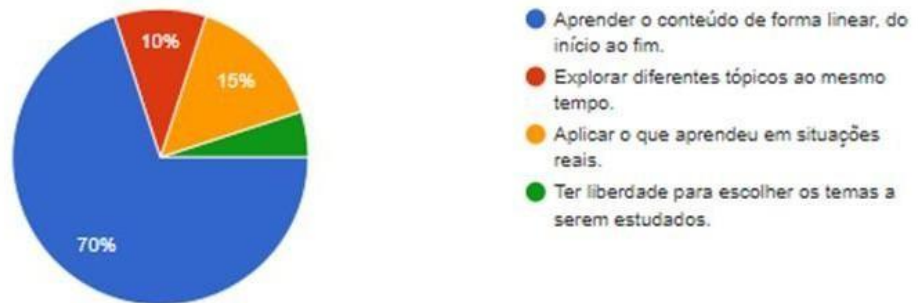 10%
15%
70%
Aprender o conteúdo de forma linear, do
início ao fim.
Explorar diferentes tópicos ao mesmo
tempo.
Aplicar o que aprendeu em situações
reais.
Ter liberdade para escolher os temas a
serem estudados.